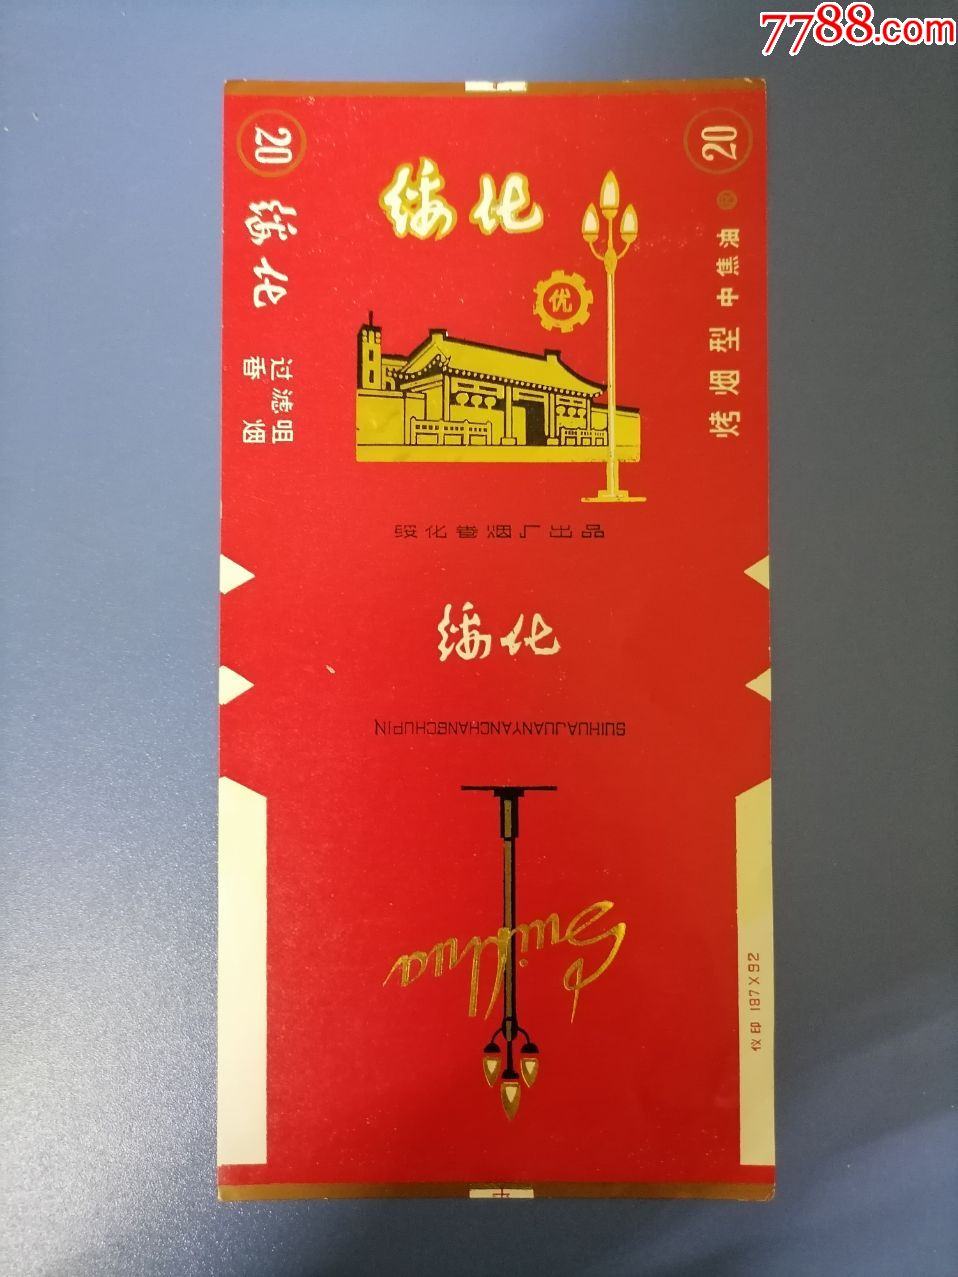 7788.com
20
绥化
过滤咀
香烟
绥化
优
20
中焦油
烤烟型
绥化卷烟厂出品
绥化
SUIHUAJUANYANCHANGCHUPIN
Suihua
仪印 187X92